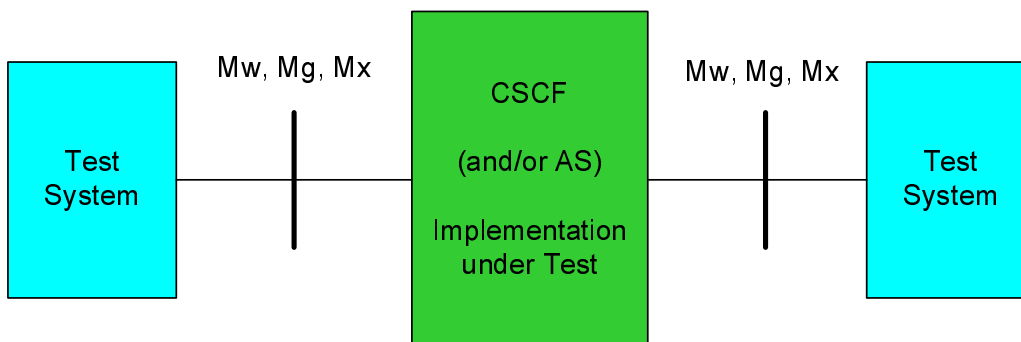 Mw, Mg, Mx
Mw, Mg, Mx
Test
System
CSCF
(and/or AS)
Implementation
under Test
Test
System